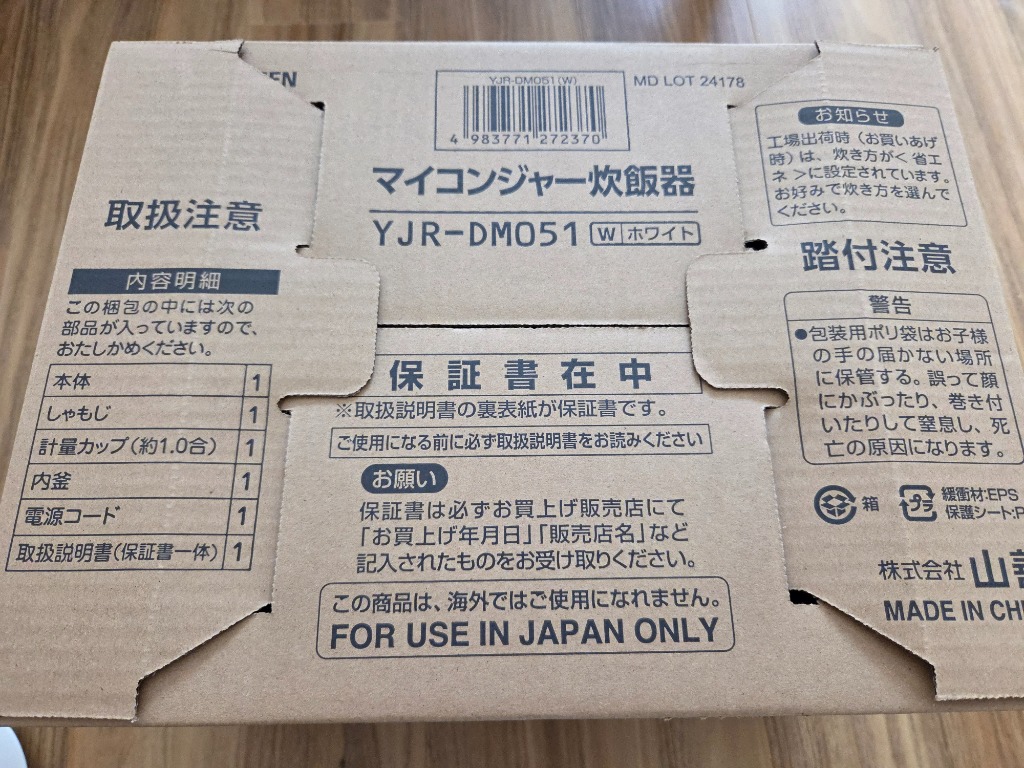 YJR-DM051(W)
4 983771 272370
MD LOT 24178
マイコンジャー炊飯器
YJR-DM051 W ホワイト
取扱注意
内容明細
この梱包の中には次の
部品が入っていますので、
おたしかめください。
本体 1
しゃもじ 1
計量カップ(約1.0合) 1
内釜 1
電源コード 1
取扱説明書(保証書一体) 1
保証書在中
※取扱説明書の裏表紙が保証書です。
ご使用になる前に必ず取扱説明書をお読みください
お願い
保証書は必ずお買上げ販売店にて
「お買上げ年月日」「販売店名」など
記入されたものをお受け取りください。
この商品は、海外ではご使用になれません。
FOR USE IN JAPAN ONLY
お知らせ
工場出荷時(お買いあげ
時)は、炊き方が<省エ
ネ>に設定されています。
お好みで炊き方を選んで
ください。
踏付注意
警告
●包装用ポリ袋はお子様
の手の届かない場所
に保管する。誤って顔
にかぶったり、巻き付
いたりして窒息し、死
亡の原因になります。
箱
プラ
緩衝材:EPS
保護シート:P
株式会社 山善
MADE IN CHI